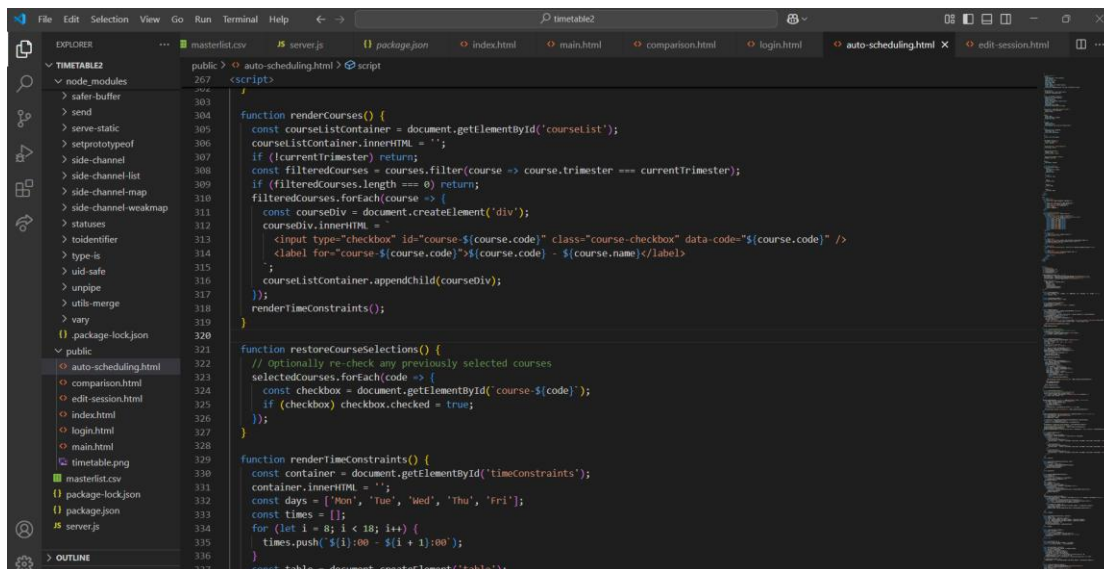 File Edit Selection View Go Run Terminal Help
timetable2
EXPLORER
masterlist.csv
JS server.js
{} package.json
<> index.html
<> main.html
<> comparison.html
<> login.html
<> auto-scheduling.html X
<> edit-session.html
TIMETABLE2
node_modules
safer-buffer
send
serve-static
setprototypeof
side-channel
side-channel-list
side-channel-map
side-channel-weakmap
statuses
toidentifier
type-is
uid-safe
unpipe
utils-merge
vary
{} .package-lock.json
public
<> auto-scheduling.html
<> comparison.html
<> edit-session.html
<> index.html
<> login.html
<> main.html
timetable.png
masterlist.csv
{} package-lock.json
{} package.json
JS server.js
OUTLINE
public > <> auto-scheduling.html > script
267 <script>
302 }
303
304 function renderCourses() {
305 const courseListContainer = document.getElementById('courseList');
306 courseListContainer.innerHTML = '';
307 if (!currentTrimester) return;
308 const filteredCourses = courses.filter(course => course.trimester === currentTrimester);
309 if (filteredCourses.length === 0) return;
310 filteredCourses.forEach(course => {
311 const courseDiv = document.createElement('div');
312 courseDiv.innerHTML = `
313 <input type="checkbox" id="course-${course.code}" class="course-checkbox" data-code="${course.code}" />
314 <label for="course-${course.code}">${course.code} - ${course.name}</label>
315 `;
316 courseListContainer.appendChild(courseDiv);
317 });
318 renderTimeConstraints();
319 }
320
321 function restoreCourseSelections() {
322 // Optionally re-check any previously selected courses
323 selectedCourses.forEach(code => {
324 const checkbox = document.getElementById(`course-${code}`);
325 if (checkbox) checkbox.checked = true;
326 });
327 }
328
329 function renderTimeConstraints() {
330 const container = document.getElementById('timeConstraints');
331 container.innerHTML = '';
332 const days = ['Mon', 'Tue', 'Wed', 'Thu', 'Fri'];
333 const times = [];
334 for (let i = 8; i < 18; i++) {
335 times.push(`${i}:00 - ${i + 1}:00`);
336 }
337 const table = document.createElement('table');